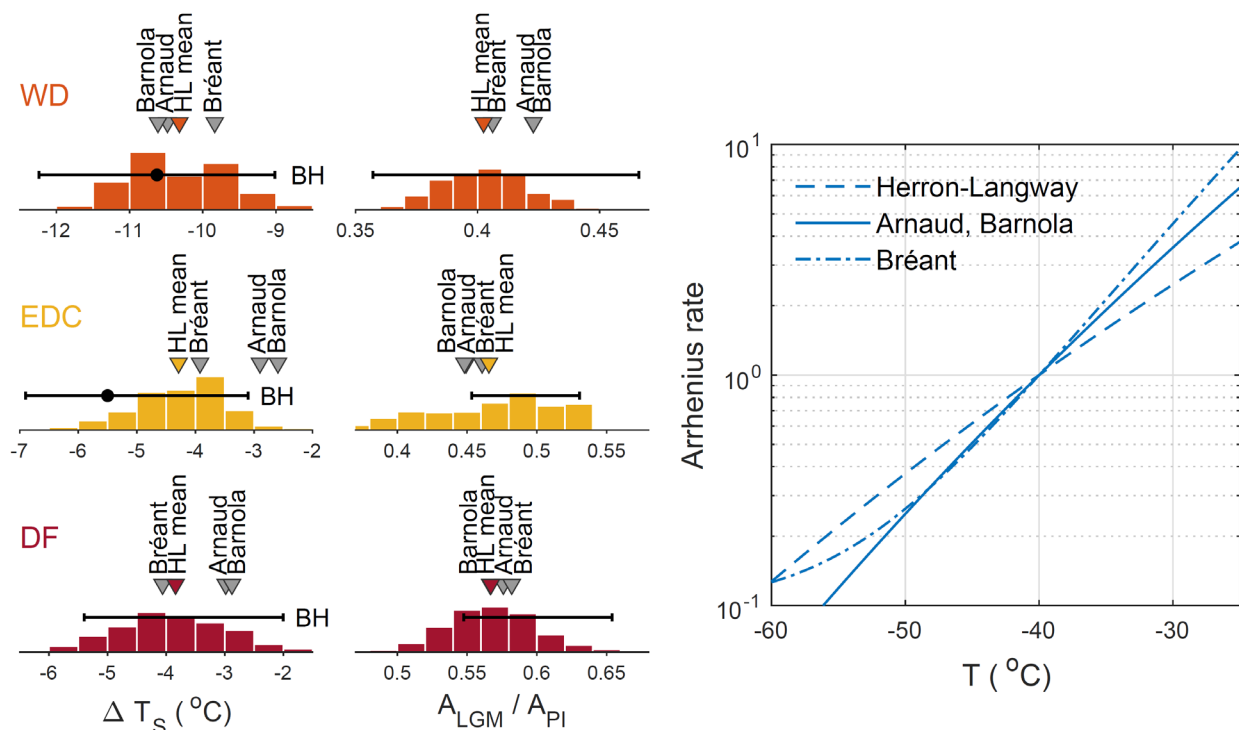 WD
Barnola
Arnaud
HL mean
Bréant
BH
-12 -11 -10 -9
HL mean
Bréant
Arnaud
Barnola
0.35 0.4 0.45
EDC
HL mean
Bréant
Arnaud
Barnola
BH
-7 -6 -5 -4 -3 -2
Barnola
Arnaud
Bréant
HL mean
0.4 0.45 0.5 0.55
DF
Bréant
HL mean
Arnaud
Barnola
BH
-6 -5 -4 -3 -2
Δ T_S ( °C)
Barnola
HL mean
Arnaud
Bréant
0.5 0.55 0.6 0.65
A_LGM / A_PI
Herron-Langway
Arnaud, Barnola
Bréant
Arrhenius rate
10^1
10^0
10^-1
-60 -50 -40 -30
T ( °C)